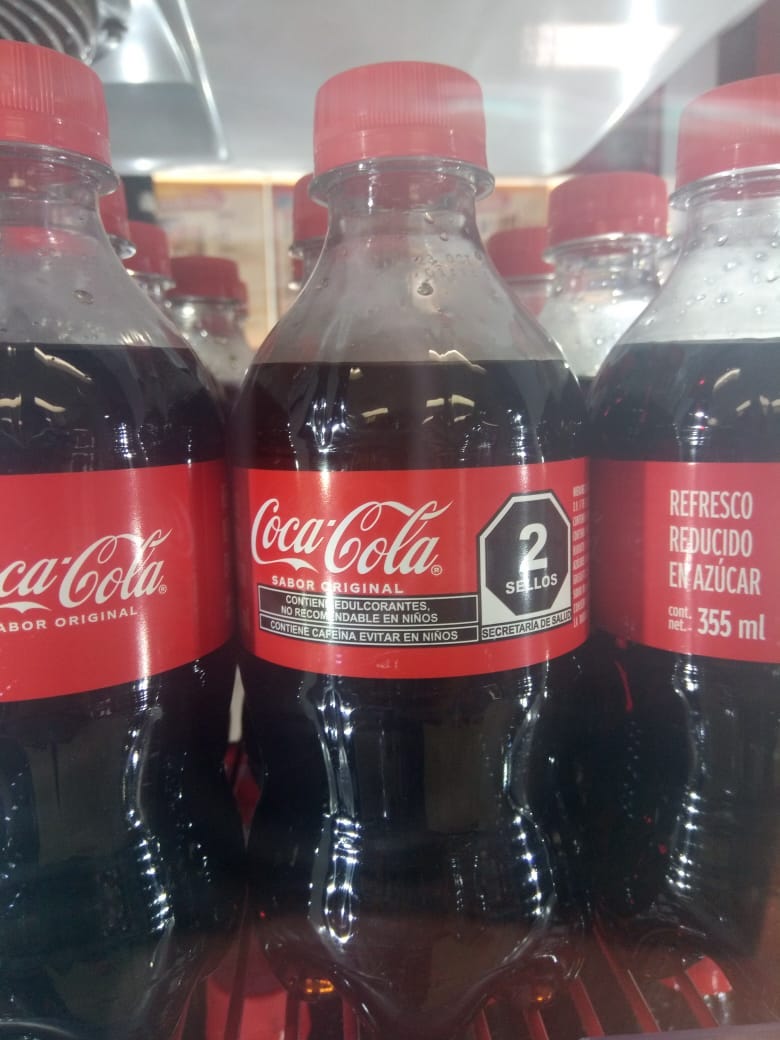 ca-Cola®
ABOR ORIGINAL
Coca-Cola®
SABOR ORIGINAL
CONTIENE EDULCORANTES,
NO RECOMENDABLE EN NIÑOS
CONTIENE CAFEÍNA EVITAR EN NIÑOS
2
SELLOS
SECRETARÍA DE SALUD
REFRESCO
REDUCIDO
EN AZÚCAR
cont.
net.- 355 ml